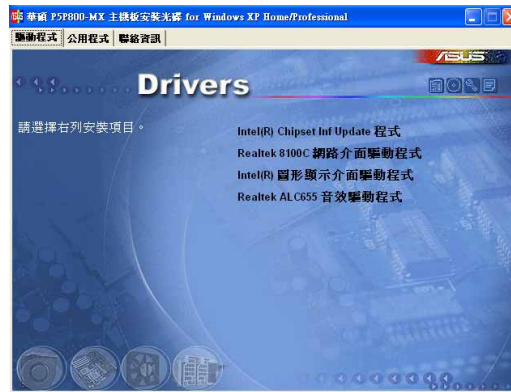 華碩 P5P800-MX 主機板安裝光碟 for Windows XP Home/Professional
驅動程式 公用程式 聯絡資訊
ASUS
Drivers
請選擇右列安裝項目。
Intel(R) Chipset Inf Update 程式
Realtek 8100C 網路介面驅動程式
Intel(R) 圖形顯示介面驅動程式
Realtek ALC655 音效驅動程式